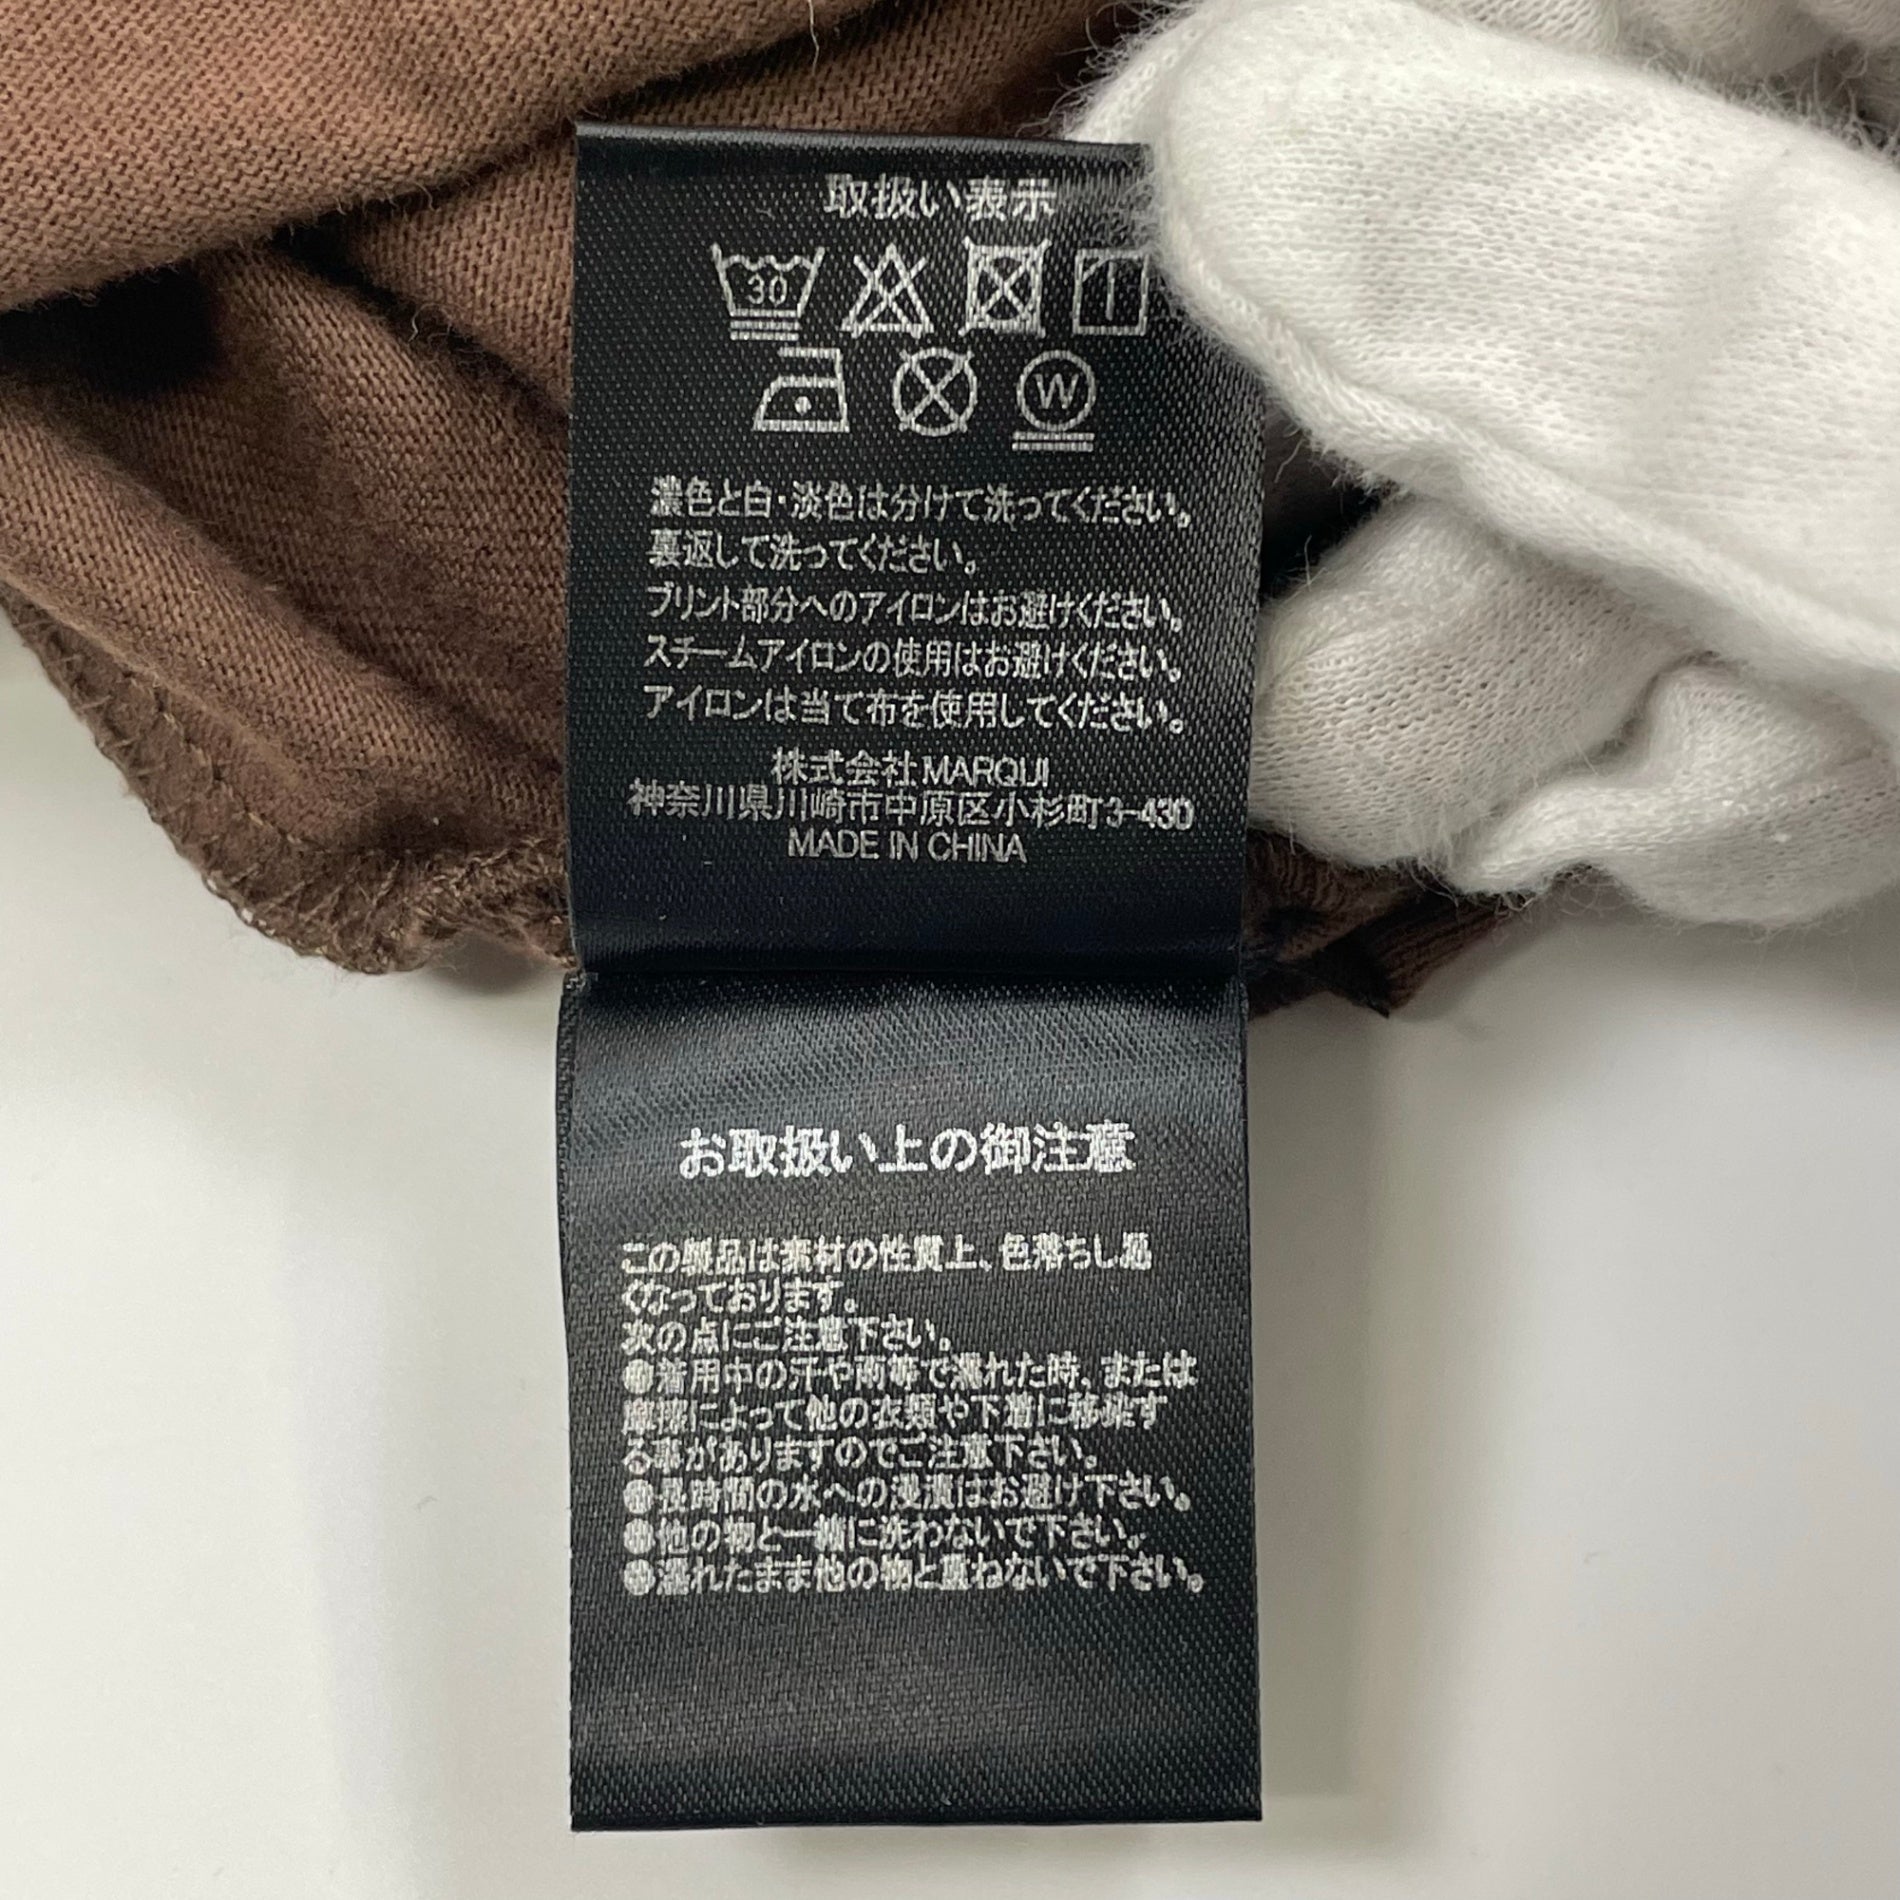 取扱い表示
30
W
濃色と白・淡色は分けて洗ってください。
裏返して洗ってください。
プリント部分へのアイロンはお避けください。
スチームアイロンの使用はお避けください。
アイロンは当て布を使用してください。
株式会社MARQUI
神奈川県川崎市中原区小杉町3-430
MADE IN CHINA
お取扱い上の御注意
この製品は素材の性質上、色落ちし易
くなっております。
次の点にご注意下さい。
●着用中の汗や雨等で濡れた時、または
摩擦によって他の衣類や下着に移染す
る事がありますのでご注意下さい。
●長時間の水への浸漬はお避け下さい。
●他の物と一緒に洗わないで下さい。
●濡れたまま他の物と重ねないで下さい。